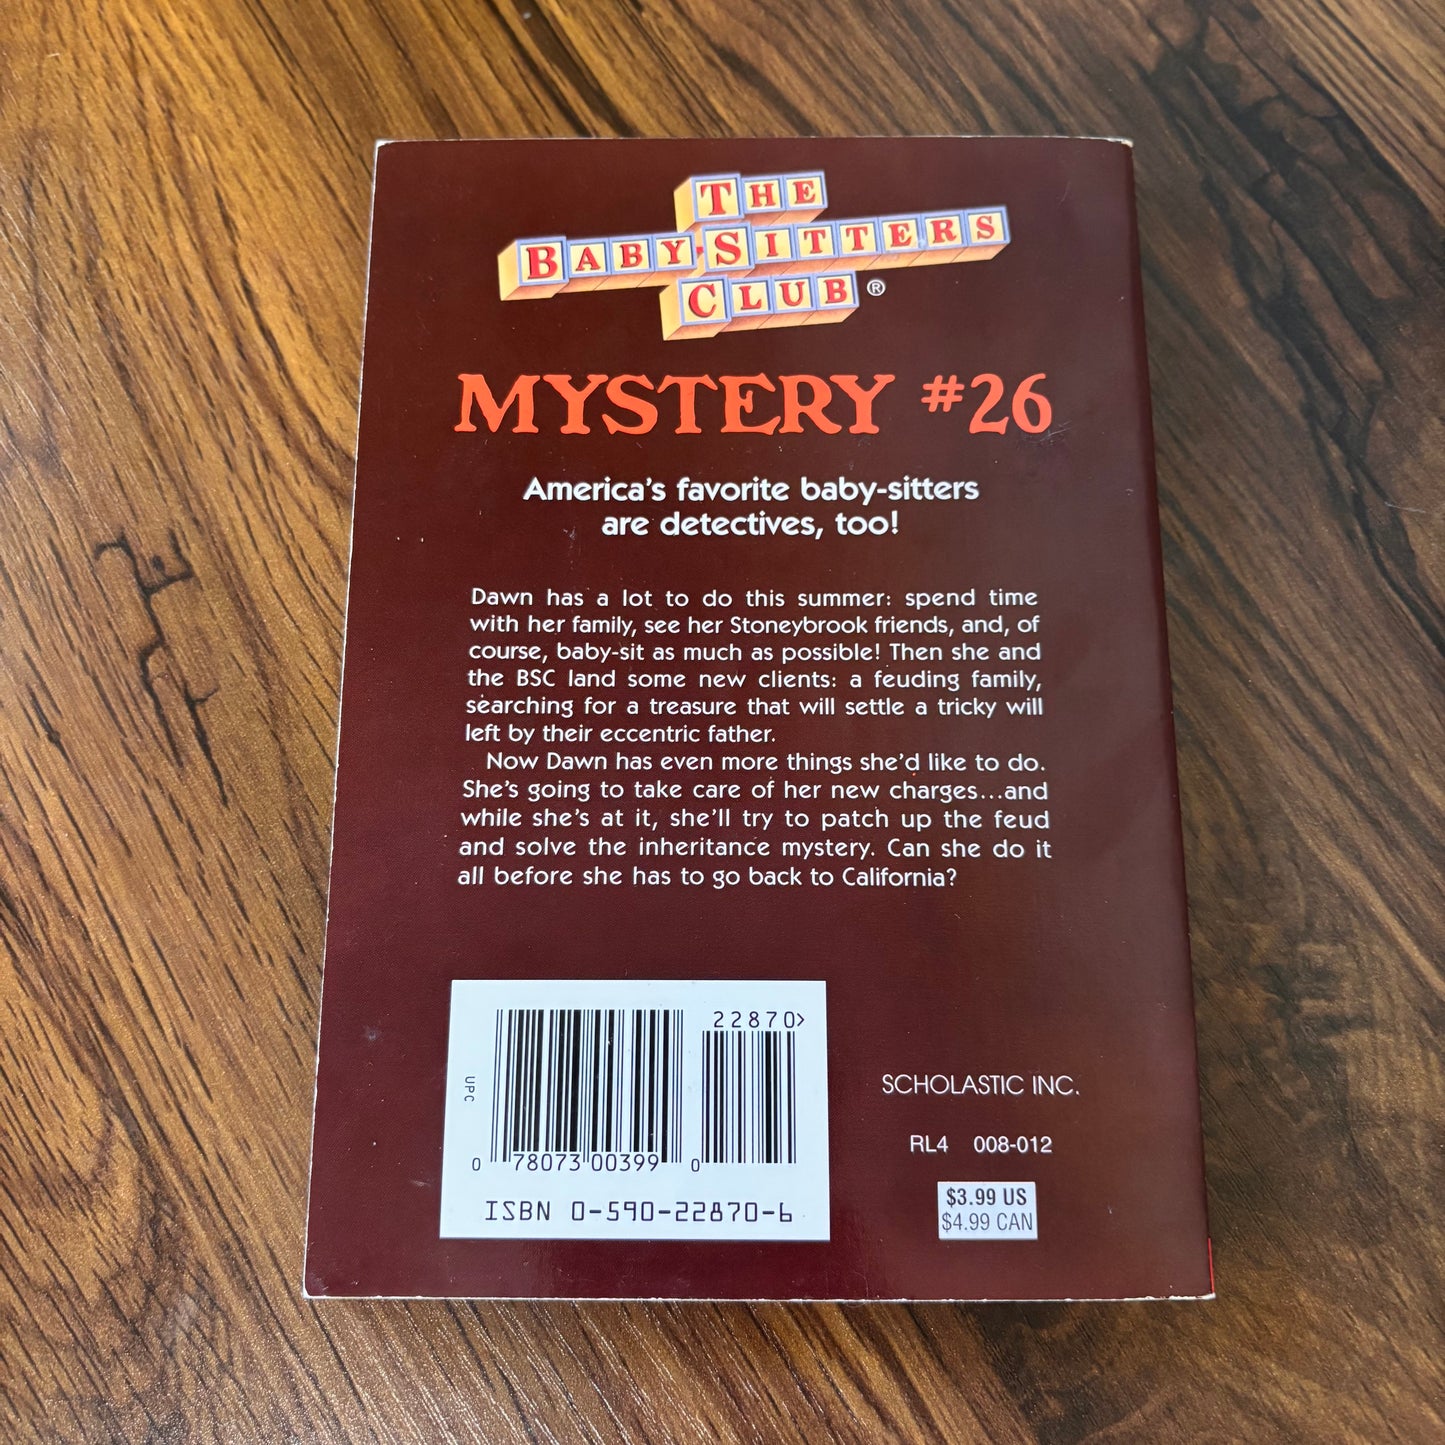 THE
BABY-SITTERS
CLUB®
MYSTERY #26
America's favorite baby-sitters
are detectives, too!
Dawn has a lot to do this summer: spend time
with her family, see her Stoneybrook friends, and, of
course, baby-sit as much as possible! Then she and
the BSC land some new clients: a feuding family,
searching for a treasure that will settle a tricky will
left by their eccentric father.
Now Dawn has even more things she'd like to do.
She's going to take care of her new charges...and
while she's at it, she'll try to patch up the feud
and solve the inheritance mystery. Can she do it
all before she has to go back to California?
22870>
UPC
0 78073 00399 0
ISBN 0-590-22870-6
SCHOLASTIC INC.
RL4 008-012
$3.99 US
$4.99 CAN